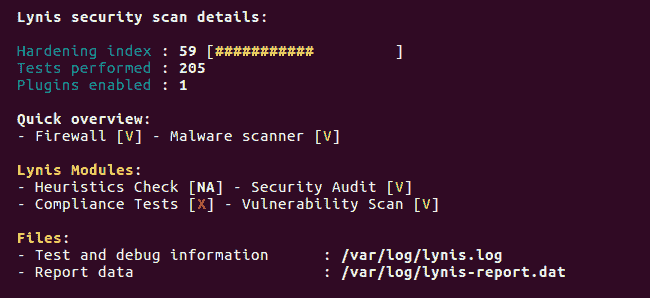 Lynis security scan details:
Hardening index : 59 [########### ]
Tests performed : 205
Plugins enabled : 1
Quick overview:
- Firewall [V] - Malware scanner [V]
Lynis Modules:
- Heuristics Check [NA] - Security Audit [V]
- Compliance Tests [X] - Vulnerability Scan [V]
Files:
- Test and debug information : /var/log/lynis.log
- Report data : /var/log/lynis-report.dat